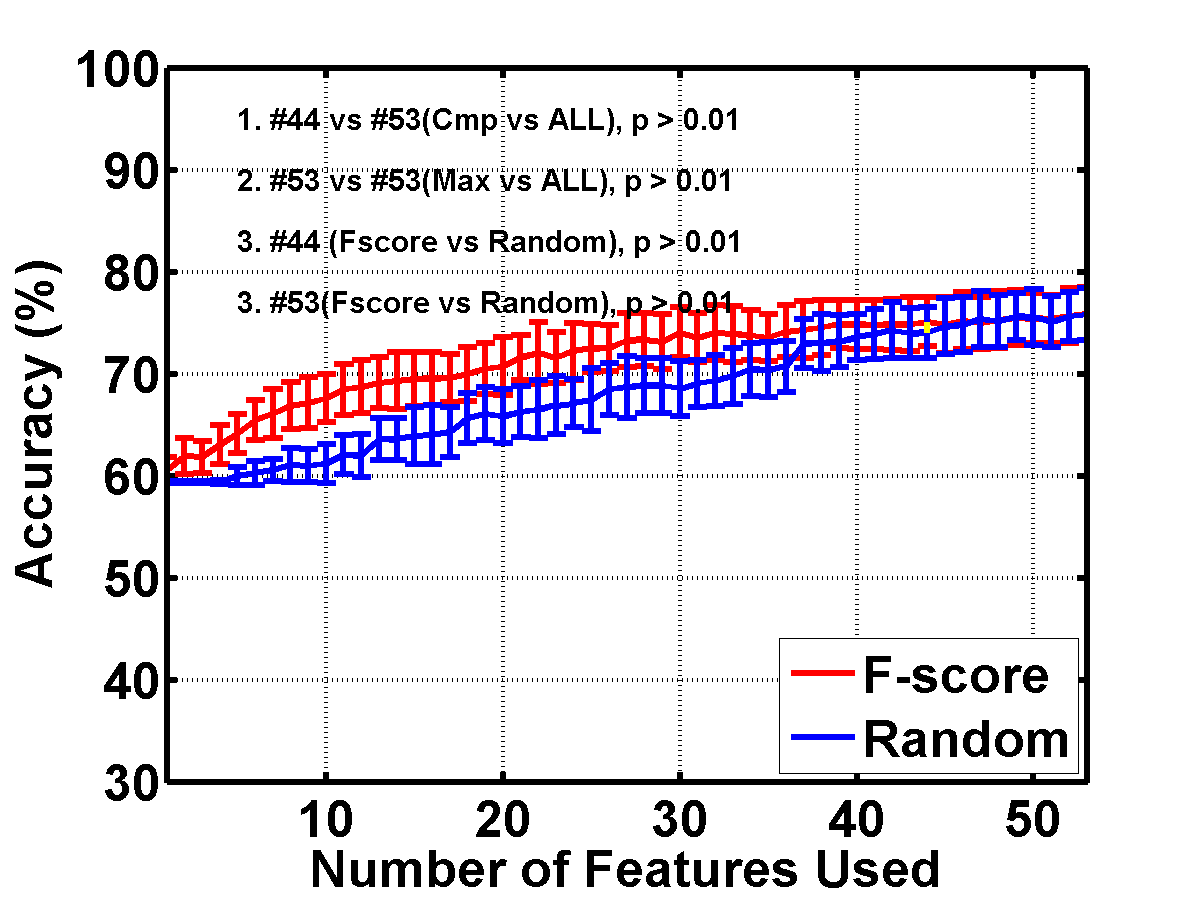 100
1. #44 vs #53(Cmp vs ALL), p > 0.01
90
2. #53 vs #53(Max vs ALL), p > 0.01
3. #44 (Fscore vs Random), p > 0.01
80
3. #53(Fscore vs Random), p > 0.01
70
60
50
40
30
Accuracy (%)
F-score
Random
10 20 30 40 50
Number of Features Used